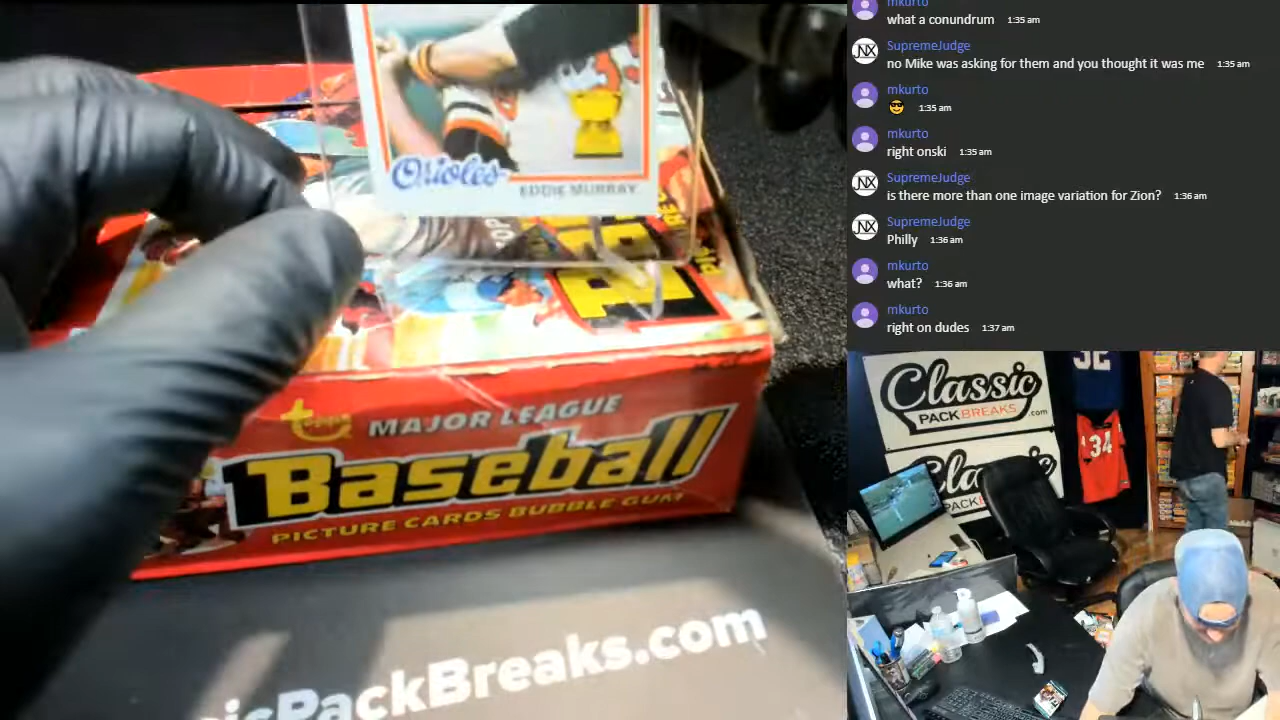 mkurto
what a conundrum 1:35 am
SupremeJudge
no Mike was asking for them and you thought it was me 1:35 am
mkurto
1:35 am
mkurto
right onski 1:35 am
SupremeJudge
is there more than one image variation for Zion? 1:36 am
SupremeJudge
Philly 1:36 am
mkurto
what? 1:36 am
mkurto
right on dudes 1:37 am
Orioles
EDDIE MURRAY
topps MAJOR LEAGUE
Baseball
PICTURE CARDS BUBBLE GUM
PackBreaks.com
Classic
PACKBREAKS.com
PACK
34